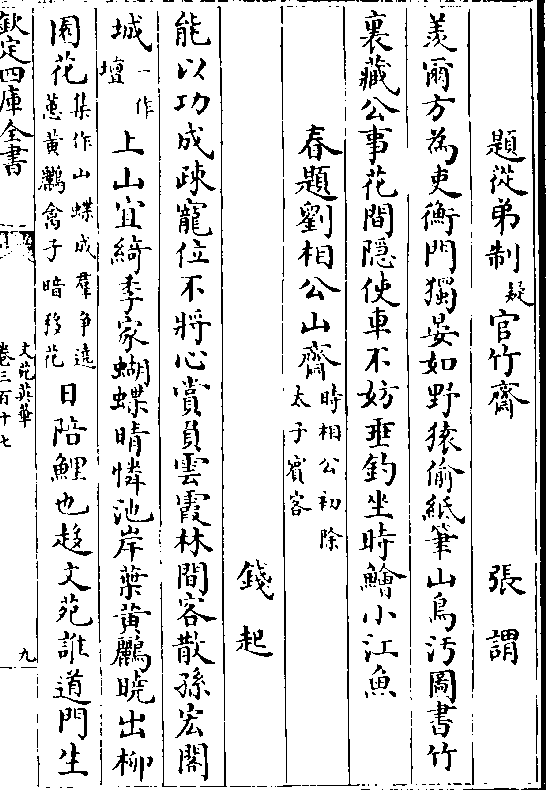 題從弟制疑官竹齋　張謂
羨爾方為吏衡門獨晏如野猿偷紙筆山鳥汚圖書竹
裏藏公事花間隱使車不妨垂釣坐時鱠小江魚
春題劉相公山齋時相公初除太子賓客
錢起
能以功成疎寵位不將心賞負雲霞林間客散孫宏閣
城一作壇上山宜綺季家蝴蝶晴憐池岸葉黄鸝曉出柳
園花集作山蝶成羣爭遶蕙黄鸝禽子暗移花日陪鯉也趍文苑誰道門生
欽定四庫全書
文苑英華
卷三百十七
九